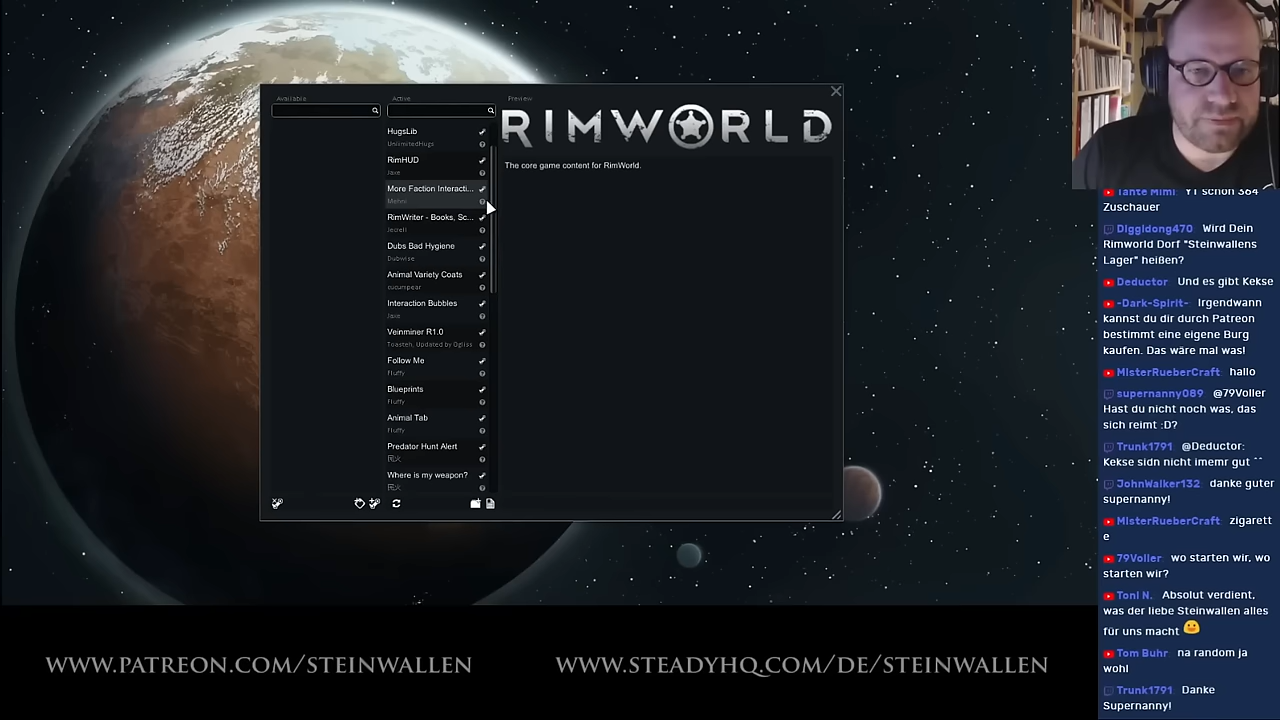 Available
Active
Preview
RIMWORLD
The core game content for RimWorld.
HugsLib
UnlimitedHugs
RimHUD
Jaxe
More Faction Interacti...
Mehni
RimWriter - Books, Sc...
Jecrell
Dubs Bad Hygiene
Dubwise
Animal Variety Coats
cucumpear
Interaction Bubbles
Jaxe
Veinminer R1.0
Toasteh, Updated by Ogliss
Follow Me
Fluffy
Blueprints
Fluffy
Animal Tab
Fluffy
Predator Hunt Alert
Where is my weapon?
WWW.PATREON.COM/STEINWALLEN
WWW.STEADYHQ.COM/DE/STEINWALLEN
Tante Mimi YT schon 364
Zuschauer
Diggidong470 Wird Dein
Rimworld Dorf "Steinwallens
Lager" heißen?
Deductor Und es gibt Kekse
-Dark-Spirit- Irgendwann
kannst du dir durch Patreon
bestimmt eine eigene Burg
kaufen. Das wäre mal was!
MisterRueberCraft hallo
supernanny089 @79Voller
Hast du nicht noch was, das
sich reimt :D?
Trunk1791 @Deductor:
Kekse sidn nicht imemr gut ^^
JohnWalker132 danke guter
supernanny!
MisterRueberCraft zigarett
e
79Voller wo starten wir, wo
starten wir?
Toni N. Absolut verdient,
was der liebe Steinwallen alles
für uns macht
Tom Buhr na random ja
wohl
Trunk1791 Danke
Supernanny!